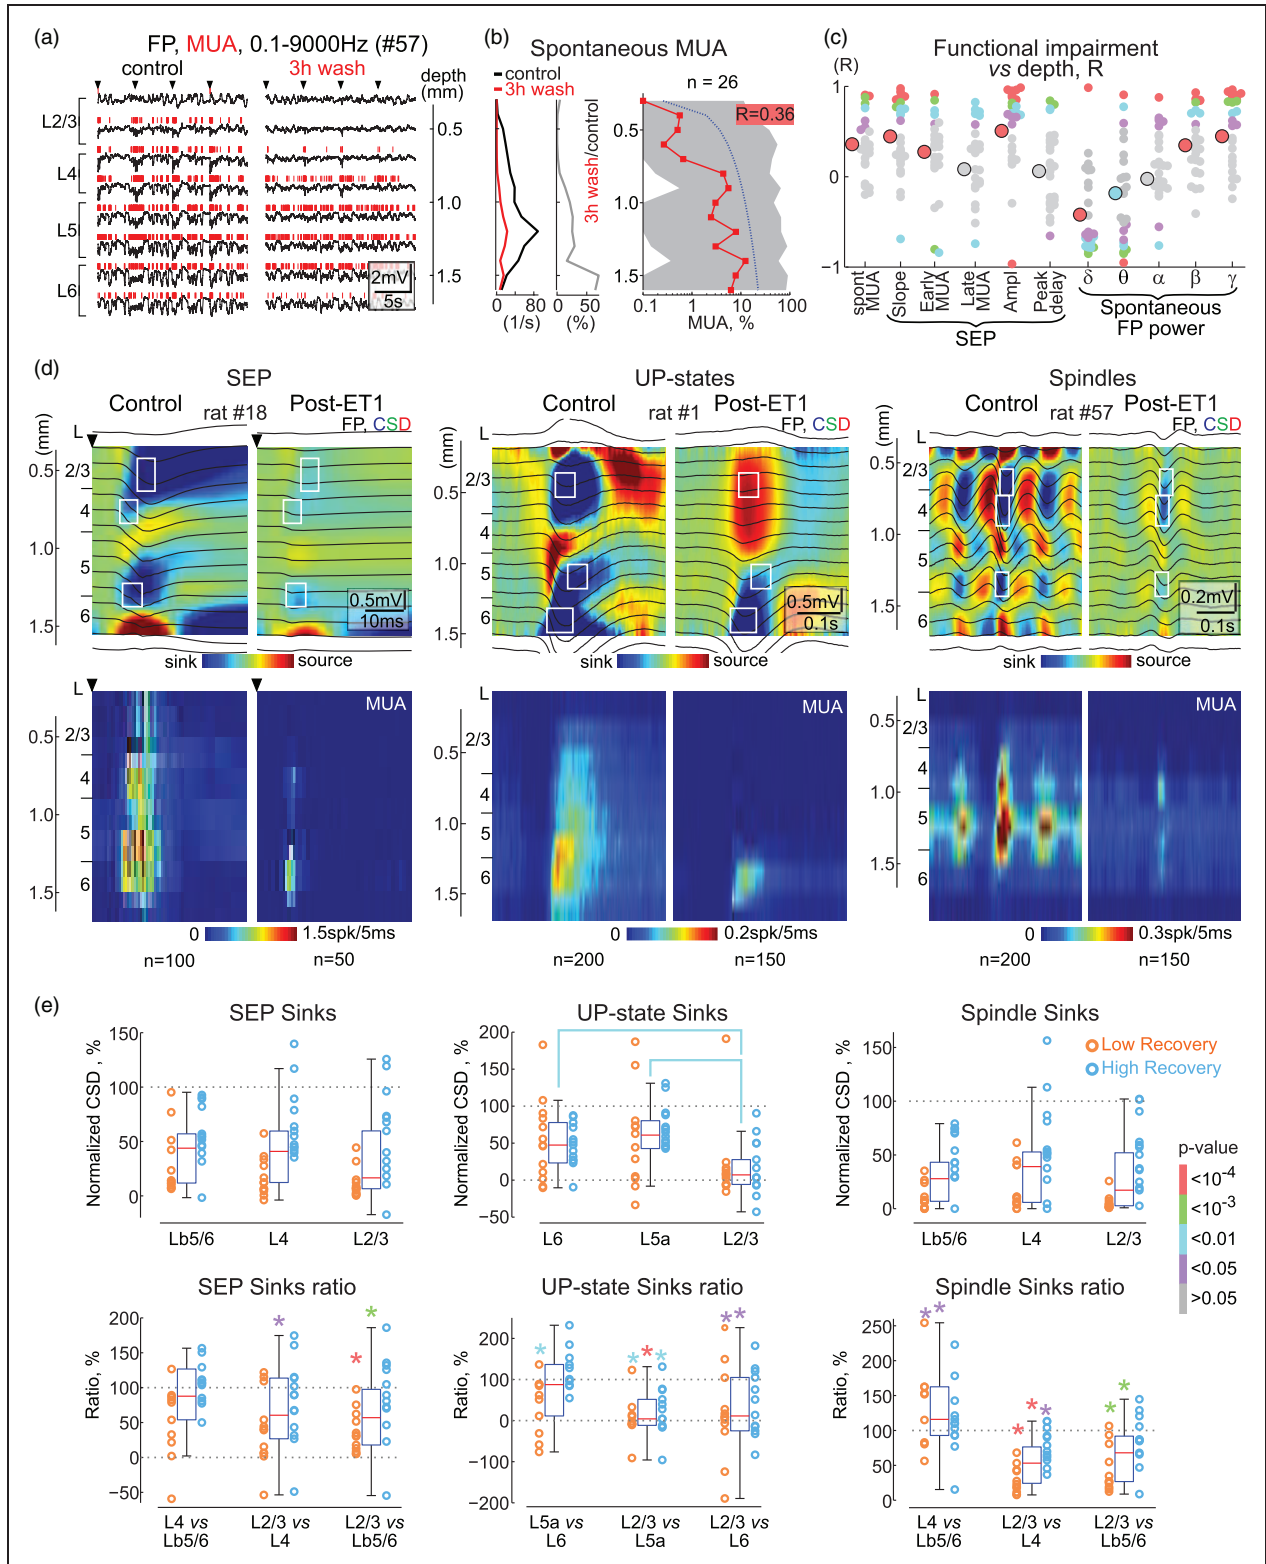 (a)
FP, MUA, 0.1-9000Hz (#57)
control
3h wash
depth
(mm)
L2/3
L4
L5
L6
0.5
1.0
1.5
2mV
5s
(b)
Spontaneous MUA
control
3h wash
n = 26
R=0.36
3h wash/control
0.5
1.0
1.5
0 80
(1/s)
0 50
(%)
0.1 1 10 100
MUA, %
(c)
Functional impairment
vs depth, R
(R)
1
0
−1
spont MUA
Slope
Early MUA
Late MUA
Ampl
Peak delay
δ θ α β γ
SEP
Spontaneous
FP power
(d)
SEP
Control
rat #18
Post-ET1
FP, CSD
(mm)
L
2/3
4
5
6
0.5
1.0
1.5
0.5mV
10ms
sink
source
UP-states
Control
rat #1
Post-ET1
FP, CSD
(mm)
L
2/3
4
5
6
0.5
1.0
1.5
0.5mV
0.1s
sink
source
Spindles
Control
rat #57
Post-ET1
FP, CSD
(mm)
L
2/3
4
5
6
0.5
1.0
1.5
0.2mV
0.1s
sink
source
L
2/3
4
5
6
0.5
1.0
1.5
MUA
0
1.5spk/5ms
n=100
n=50
L
2/3
4
5
6
0.5
1.0
1.5
MUA
0
0.2spk/5ms
n=200
n=150
L
2/3
4
5
6
0.5
1.0
1.5
MUA
0
0.3spk/5ms
n=200
n=150
(e)
SEP Sinks
Normalized CSD , %
150
100
50
0
Lb5/6
L4
L2/3
UP-state Sinks
Normalized CSD , %
200
150
100
50
0
−50
L6
L5a
L2/3
Spindle Sinks
Normalized CSD , %
150
100
50
0
Low Recovery
High Recovery
Lb5/6
L4
L2/3
p-value
<10-4
<10-3
<0.01
<0.05
>0.05
SEP Sinks ratio
Ratio, %
200
150
100
50
0
−50
* * *
L4 vs Lb5/6
L2/3 vs L4
L2/3 vs Lb5/6
UP-state Sinks ratio
Ratio, %
200
100
0
−100
−200
* * * * * *
L5a vs L6
L2/3 vs L5a
L2/3 vs L6
Spindle Sinks ratio
Ratio, %
250
200
150
100
50
0
* * * * * * *
L4 vs Lb5/6
L2/3 vs L4
L2/3 vs Lb5/6